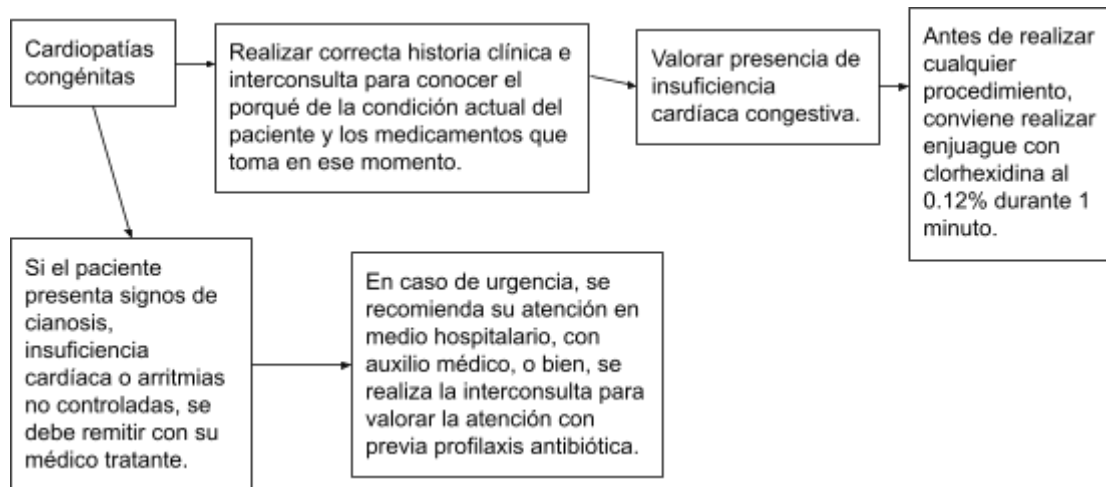 Cardiopatías
congénitas
Realizar correcta historia clínica e
interconsulta para conocer el
porqué de la condición actual del
paciente y los medicamentos que
toma en ese momento.
Valorar presencia de
insuficiencia
cardíaca congestiva.
Antes de realizar
cualquier
procedimiento,
conviene realizar
enjuague con
clorhexidina al
0.12% durante 1
minuto.
Si el paciente
presenta signos de
cianosis,
insuficiencia
cardíaca o arritmias
no controladas, se
debe remitir con su
médico tratante.
En caso de urgencia, se
recomienda su atención en
medio hospitalario, con
auxilio médico, o bien, se
realiza la interconsulta para
valorar la atención con
previa profilaxis antibiótica.